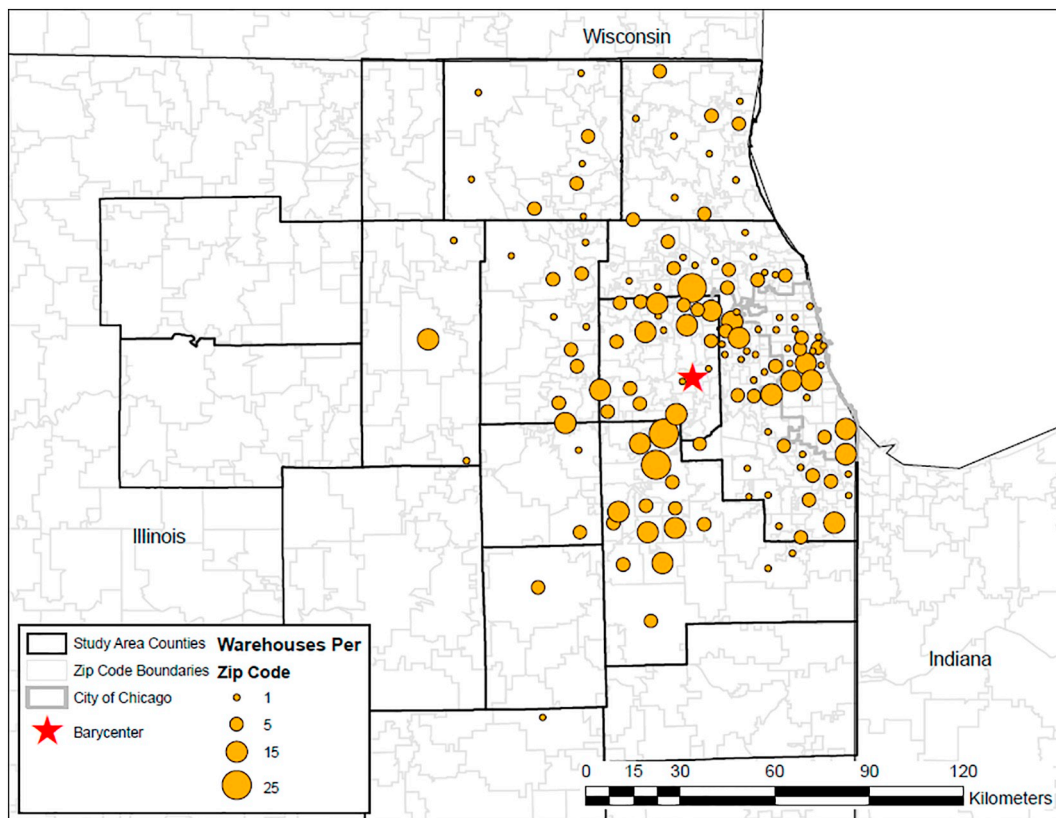 Wisconsin
Illinois
Indiana
Study Area Counties
Zip Code Boundaries
City of Chicago
Barycenter
Warehouses Per
Zip Code
1
5
15
25
0 15 30 60 90 120
Kilometers